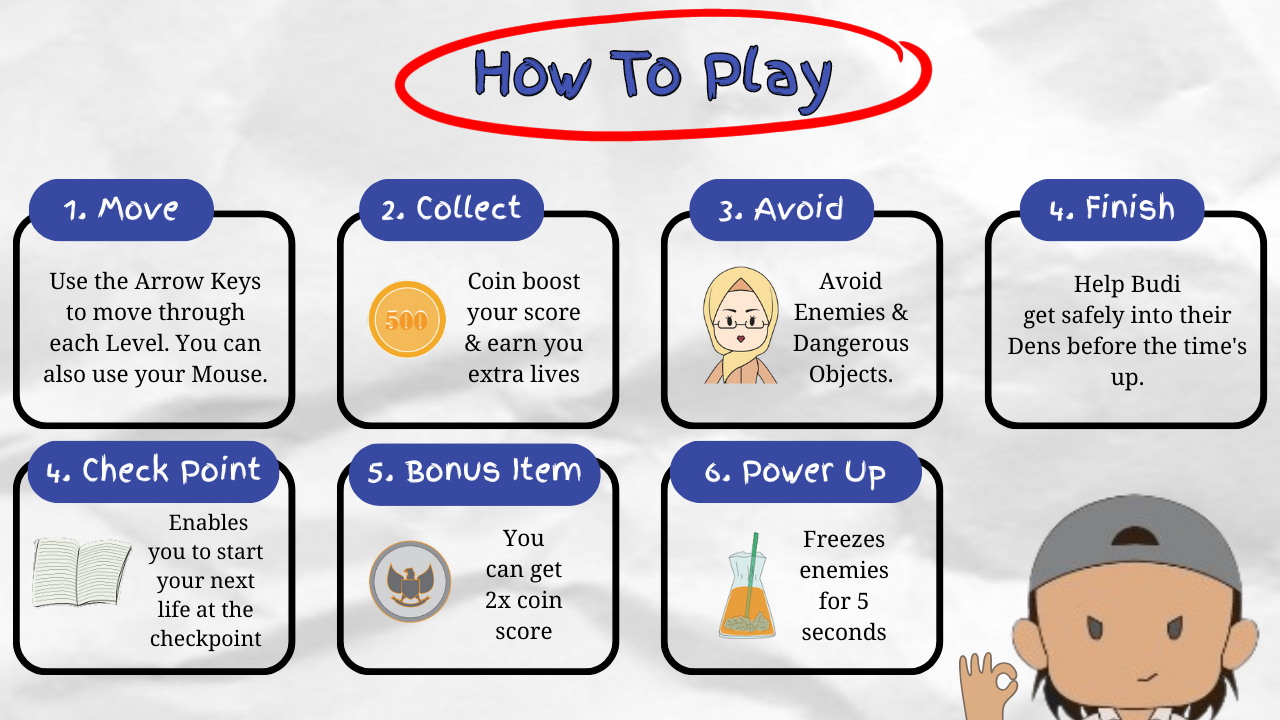 How To Play
1. Move
Use the Arrow Keys
to move through
each Level. You can
also use your Mouse.
2. Collect
500
Coin boost
your score
& earn you
extra lives
3. Avoid
Avoid
Enemies &
Dangerous
Objects.
4. Finish
Help Budi
get safely into their
Dens before the time's
up.
4. Check Point
Enables
you to start
your next
life at the
checkpoint
5. Bonus Item
You
can get
2x coin
score
6. Power Up
Freezes
enemies
for 5
seconds